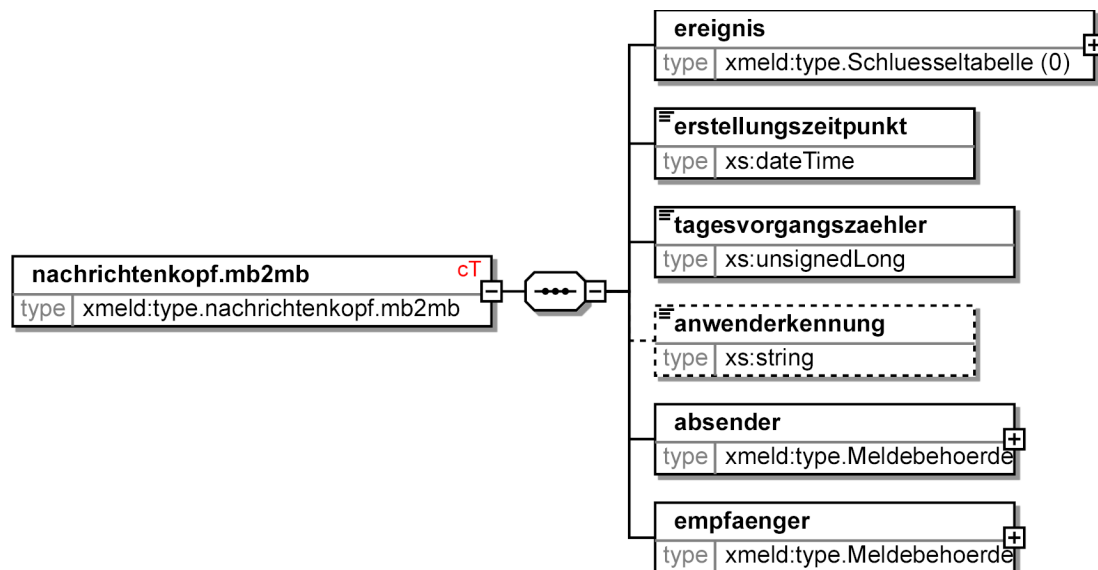 ereignis
type xmeld:type.Schluesseltabelle (0)
erstellungszeitpunkt
type xs:dateTime
tagesvorgangszaehler
type xs:unsignedLong
nachrichtenkopf.mb2mb cT
type xmeld:type.nachrichtenkopf.mb2mb
anwenderkennung
type xs:string
absender
type xmeld:type.Meldebehoerde
empfaenger
type xmeld:type.Meldebehoerde